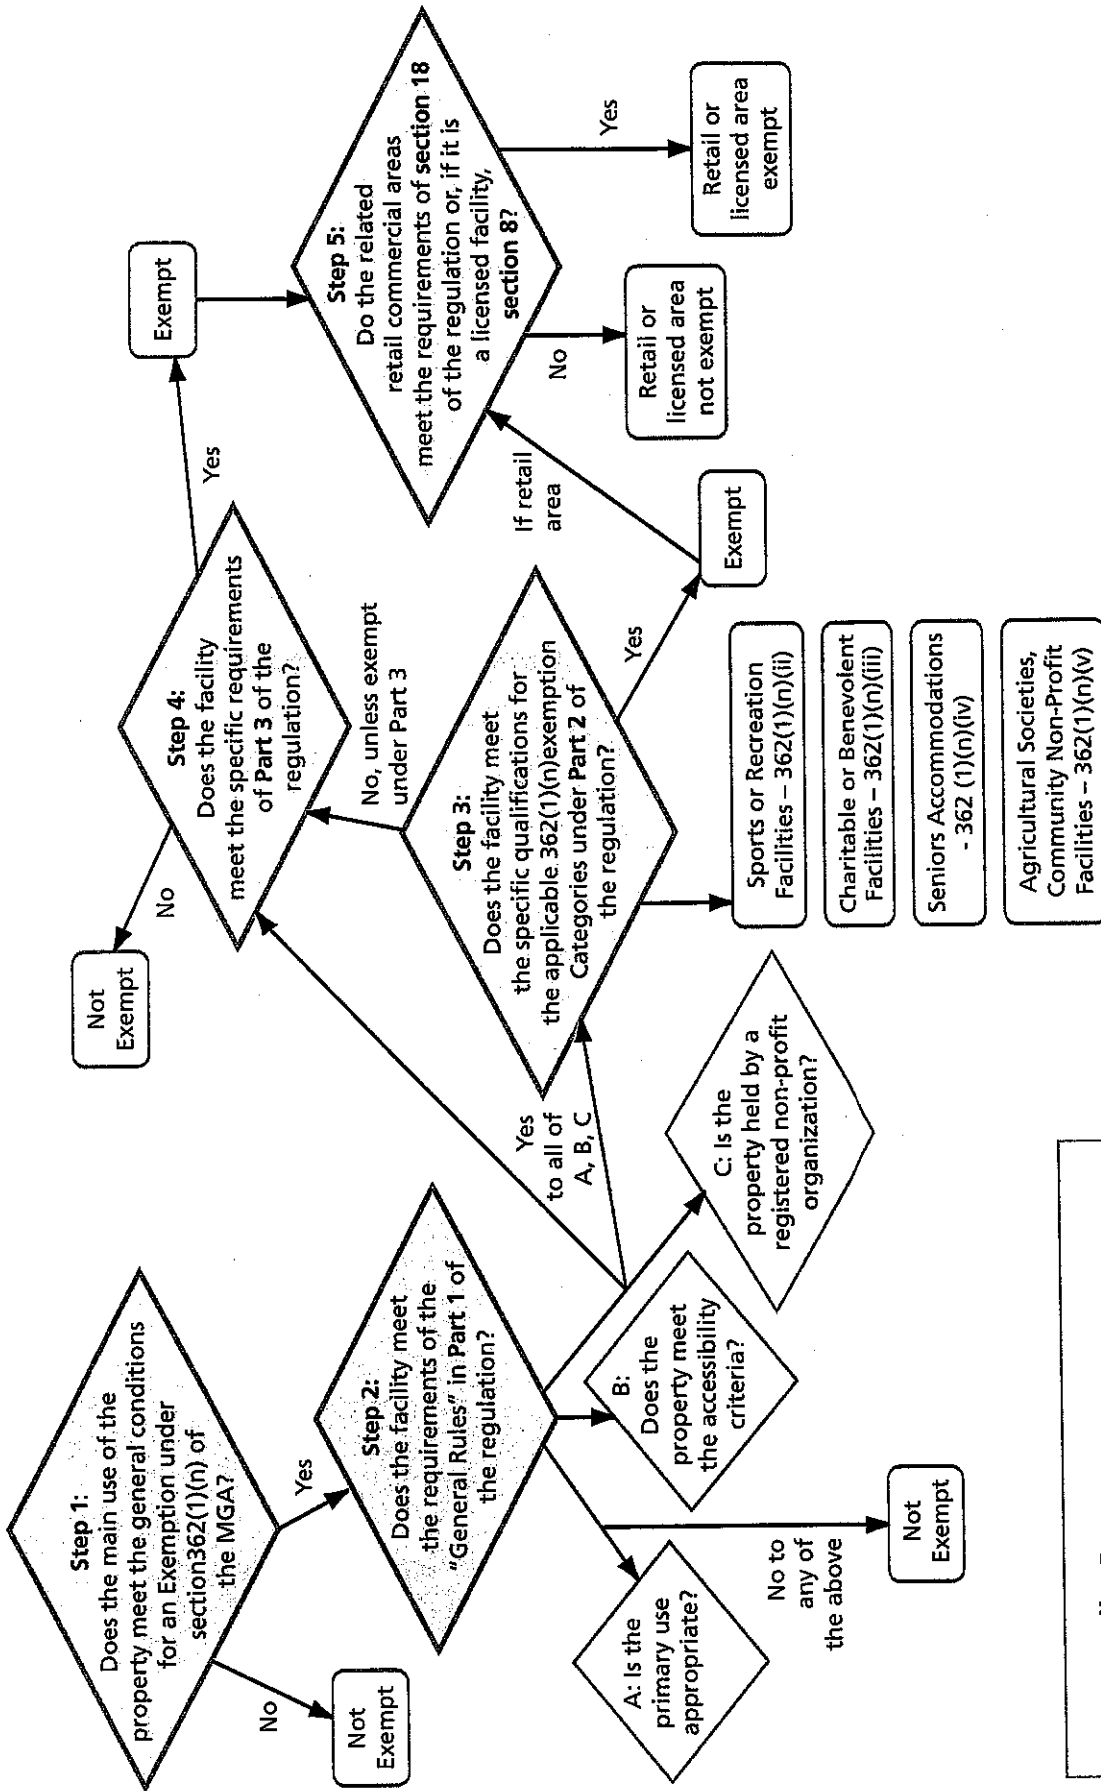 Step 1:
Does the main use of the
property meet the general conditions
for an Exemption under
section362(1)(n) of
the MGA?
No
Not
Exempt
Yes
Step 2:
Does the facility meet
the requirements of the
"General Rules" in Part 1 of
the regulation?
A: Is the
primary use
appropriate?
B:
Does the
property meet
the accessibility
criteria?
C: Is the
property held by a
registered non-profit
organization?
No to
any of
the above
Not
Exempt
Yes
to all of
A, B, C
Step 3:
Does the facility meet
the specific qualifications for
the applicable 362(1)(n)exemption
Categories under Part 2 of
the regulation?
Sports or Recreation
Facilities – 362(1)(n)(ii)
Charitable or Benevolent
Facilities – 362(1)(n)(iii)
Seniors Accommodations
- 362 (1)(n)(iv)
Agricultural Societies,
Community Non-Profit
Facilities – 362(1)(n)(v)
No, unless exempt
under Part 3
Yes
Exempt
If retail
area
Step 4:
Does the facility
meet the specific requirements
of Part 3 of the
regulation?
No
Not
Exempt
Yes
Exempt
Step 5:
Do the related
retail commercial areas
meet the requirements of section 18
of the regulation or, if it is
a licensed facility,
section 8?
No
Retail or
licensed area
not exempt
Yes
Retail or
licensed area
exempt